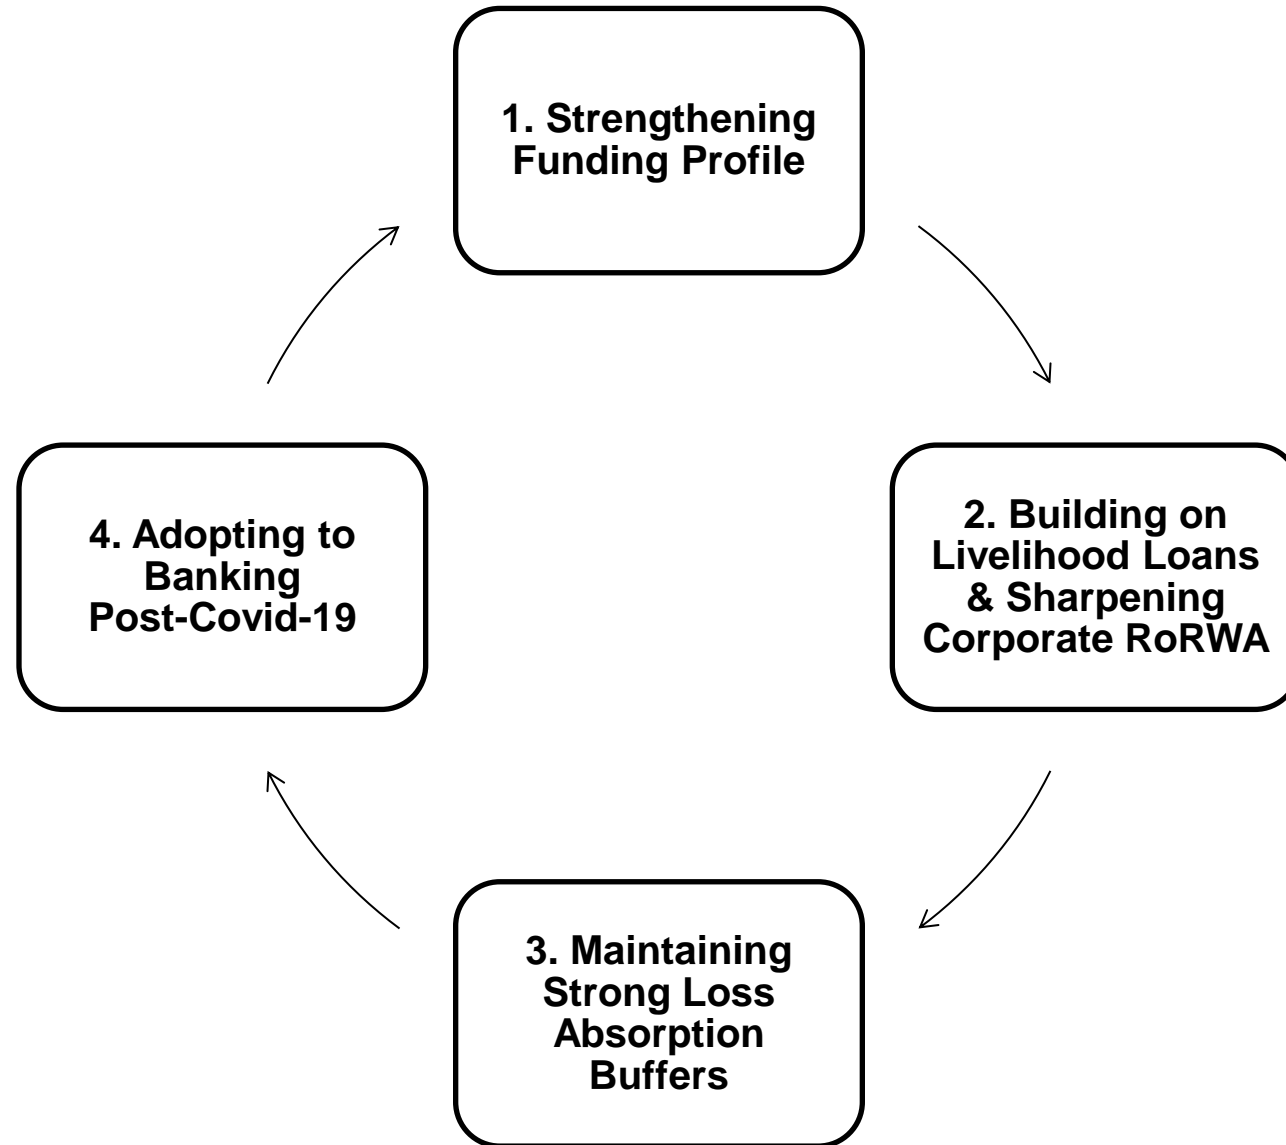 1. Strengthening
Funding Profile
2. Building on
Livelihood Loans
& Sharpening
Corporate RoRWA
3. Maintaining
Strong Loss
Absorption
Buffers
4. Adopting to
Banking
Post-Covid-19